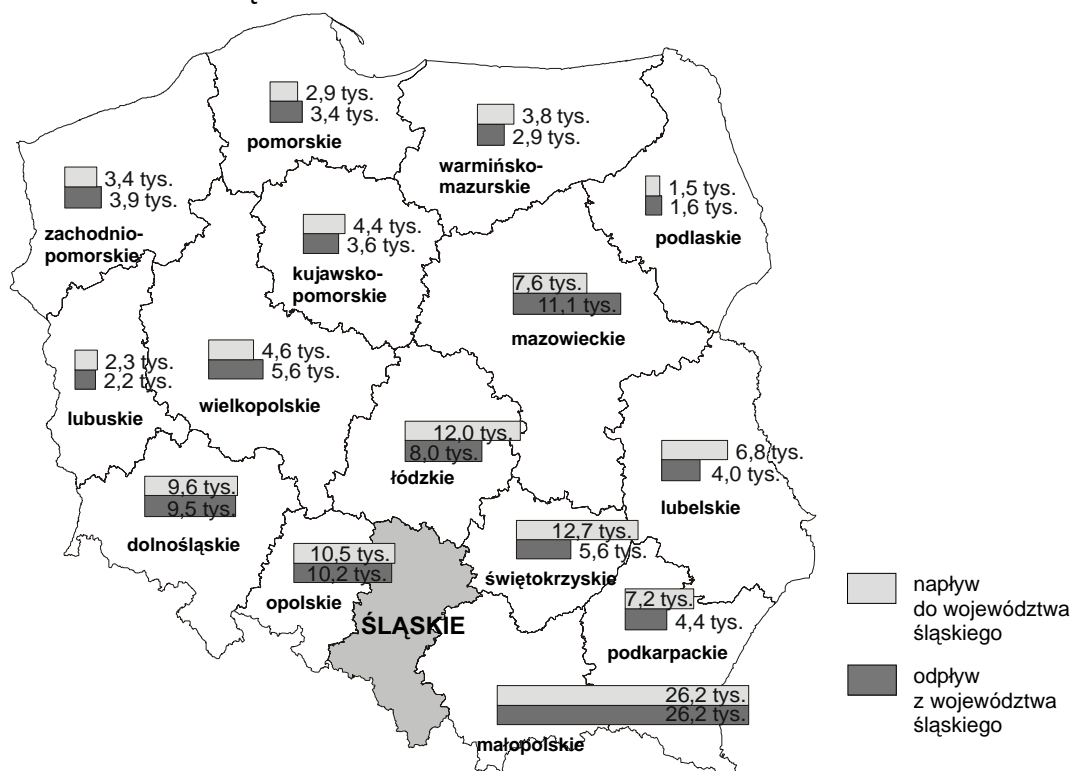 2,9 tys.
3,4 tys.
pomorskie
3,8 tys.
2,9 tys.
warmińsko-
mazurskie
3,4 tys.
3,9 tys.
zachodnio-
pomorskie
4,4 tys.
3,6 tys.
kujawsko-
pomorskie
1,5 tys.
1,6 tys.
podlaskie
7,6 tys.
11,1 tys.
mazowieckie
2,3 tys.
2,2 tys.
lubuskie
4,6 tys.
5,6 tys.
wielkopolskie
12,0 tys.
8,0 tys.
łódzkie
6,8 tys.
4,0 tys.
lubelskie
9,6 tys.
9,5 tys.
dolnośląskie
10,5 tys.
10,2 tys.
opolskie
12,7 tys.
5,6 tys.
świętokrzyskie
ŚLĄSKIE
7,2 tys.
4,4 tys.
podkarpackie
26,2 tys.
26,2 tys.
małopolskie
napływ
do województwa
śląskiego
odpływ
z województwa
śląskiego